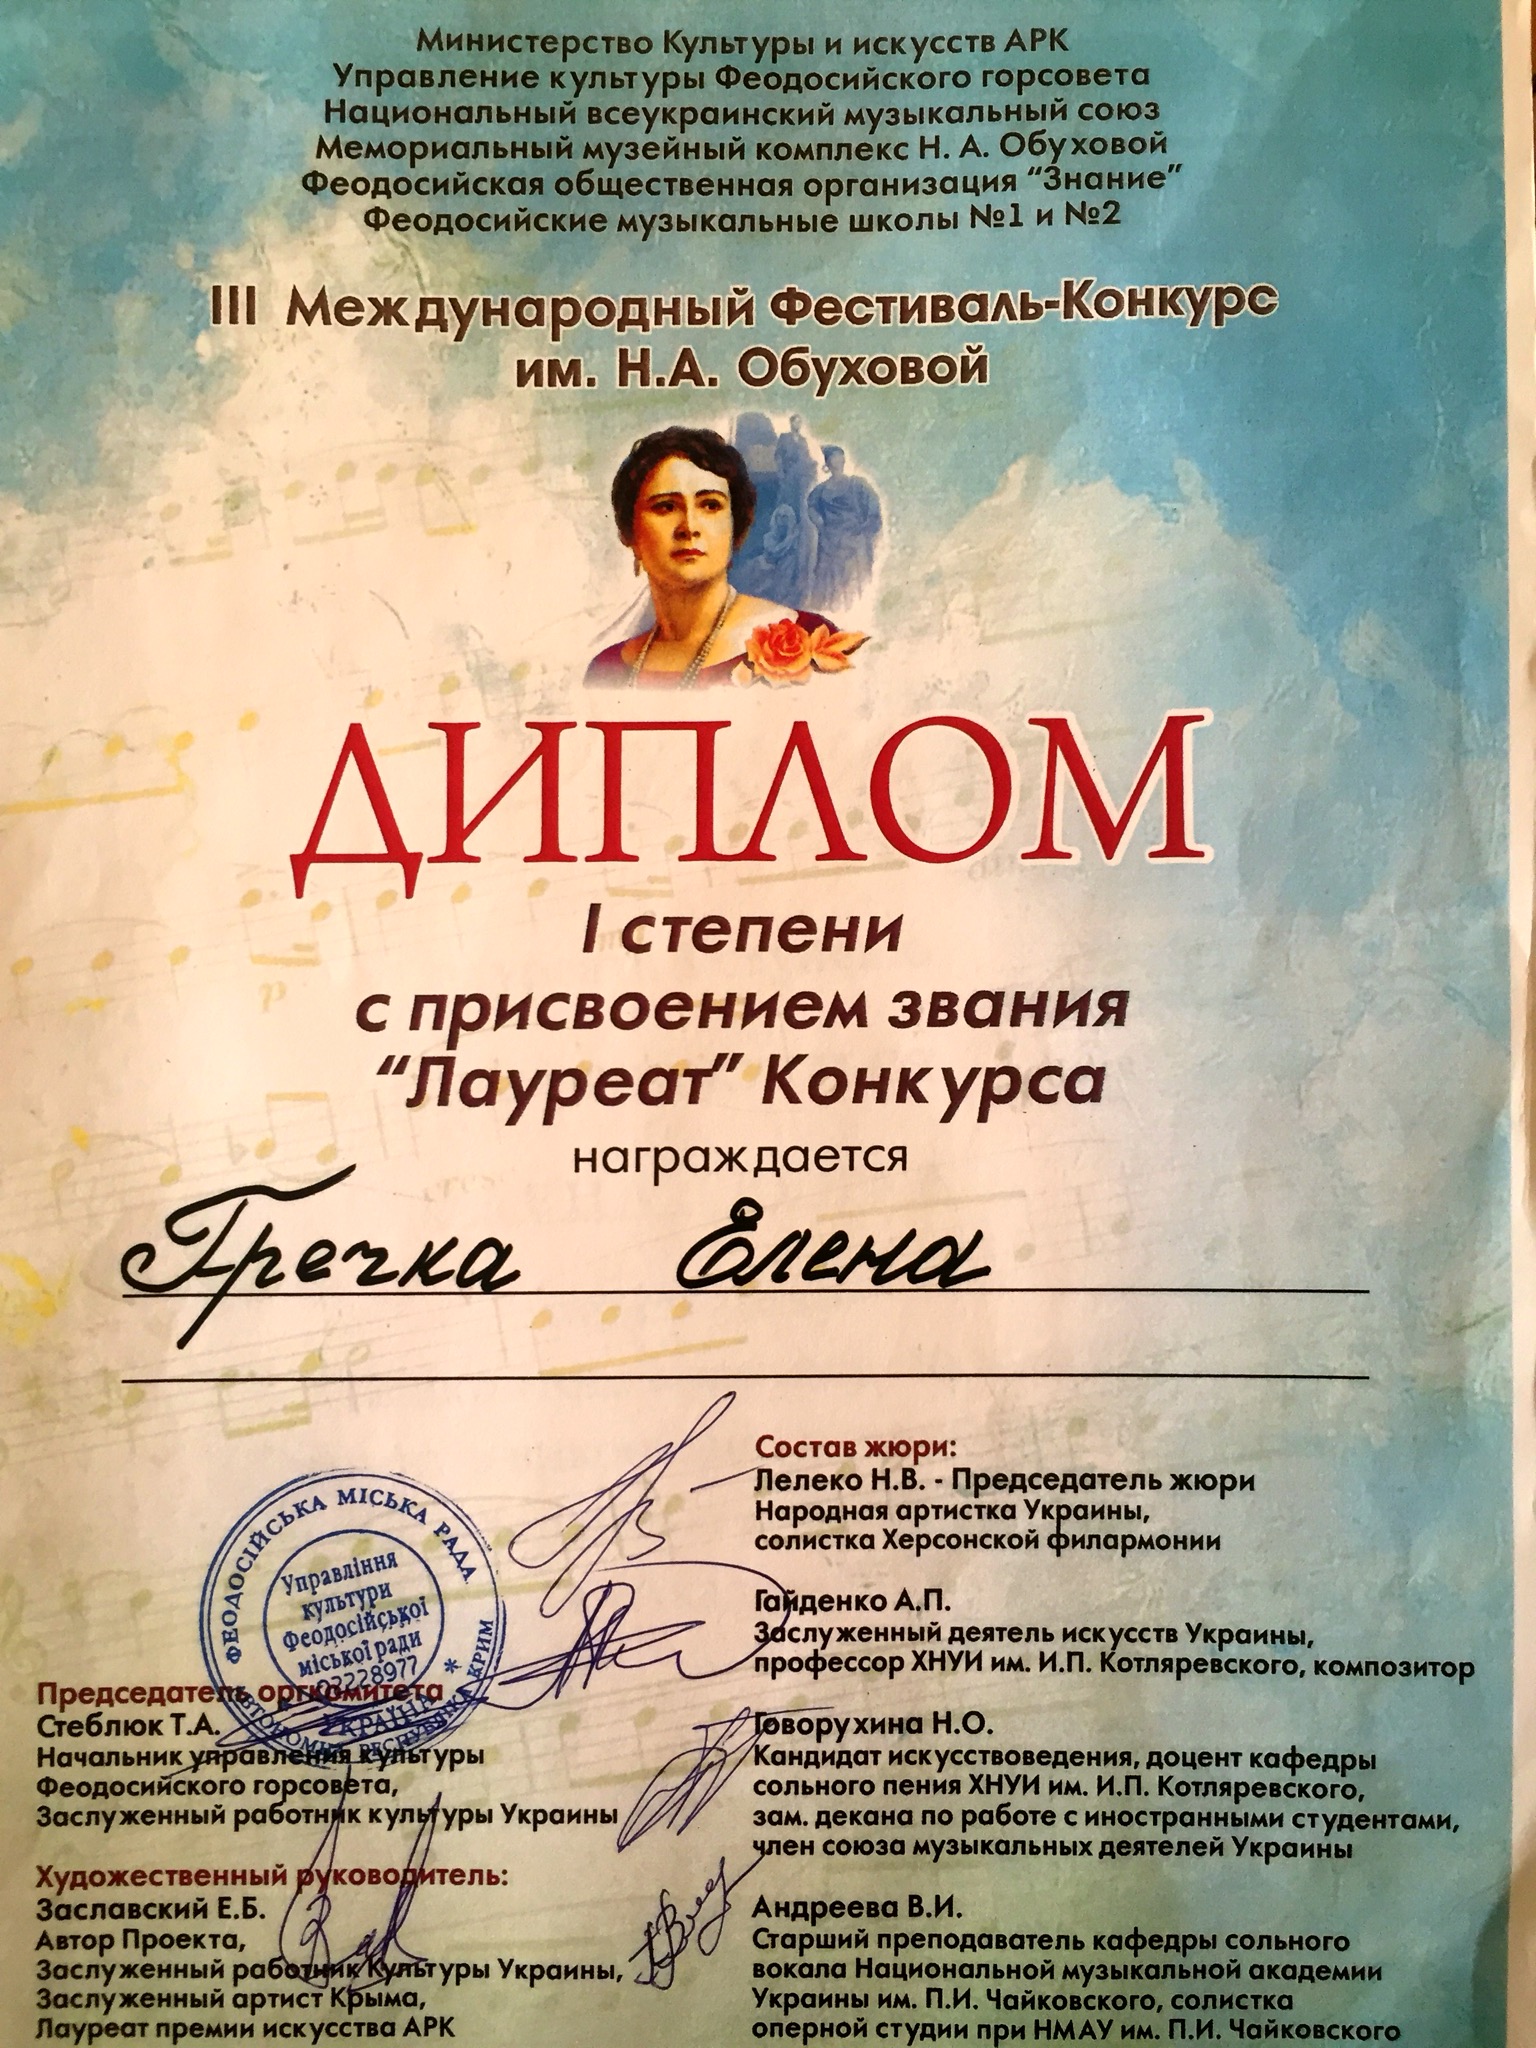 Министерство Культуры и искусств АРК
Управление культуры Феодосийского горсовета
Национальный всеукраинский музыкальный союз
Мемориальный музейный комплекс Н. А. Обуховой
Феодосийская общественная организация “Знание”
Феодосийские музыкальные школы №1 и №2
III Международный Фестиваль-Конкурс
им. Н.А. Обуховой
ДИПЛОМ
I степени
с присвоением звания
“Лауреат” Конкурса
награждается
Гречка Елена
ФЕОДОСІЙСЬКА МІСЬКА РАДА
АВТОНОМНА РЕСПУБЛІКА КРИМ
Управління
культури
Феодосійської
міської ради
03228977
УКРАЇНА
Председатель оргкомитета
Стеблюк Т.А.
Начальник управления культуры
Феодосийского горсовета,
Заслуженный работник культуры Украины
Художественный руководитель:
Заславский Е.Б.
Автор Проекта,
Заслуженный работник Культуры Украины,
Заслуженный артист Крыма,
Лауреат премии искусства АРК
Состав жюри:
Лелеко Н.В. - Председатель жюри
Народная артистка Украины,
солистка Херсонской филармонии
Гайденко А.П.
Заслуженный деятель искусств Украины,
профессор ХНУИ им. И.П. Котляревского, композитор
Говорухина Н.О.
Кандидат искусствоведения, доцент кафедры
сольного пения ХНУИ им. И.П. Котляревского,
зам. декана по работе с иностранными студентами,
член союза музыкальных деятелей Украины
Андреева В.И.
Старший преподаватель кафедры сольного
вокала Национальной музыкальной академии
Украины им. П.И. Чайковского, солистка
оперной студии при НМАУ им. П.И. Чайковского